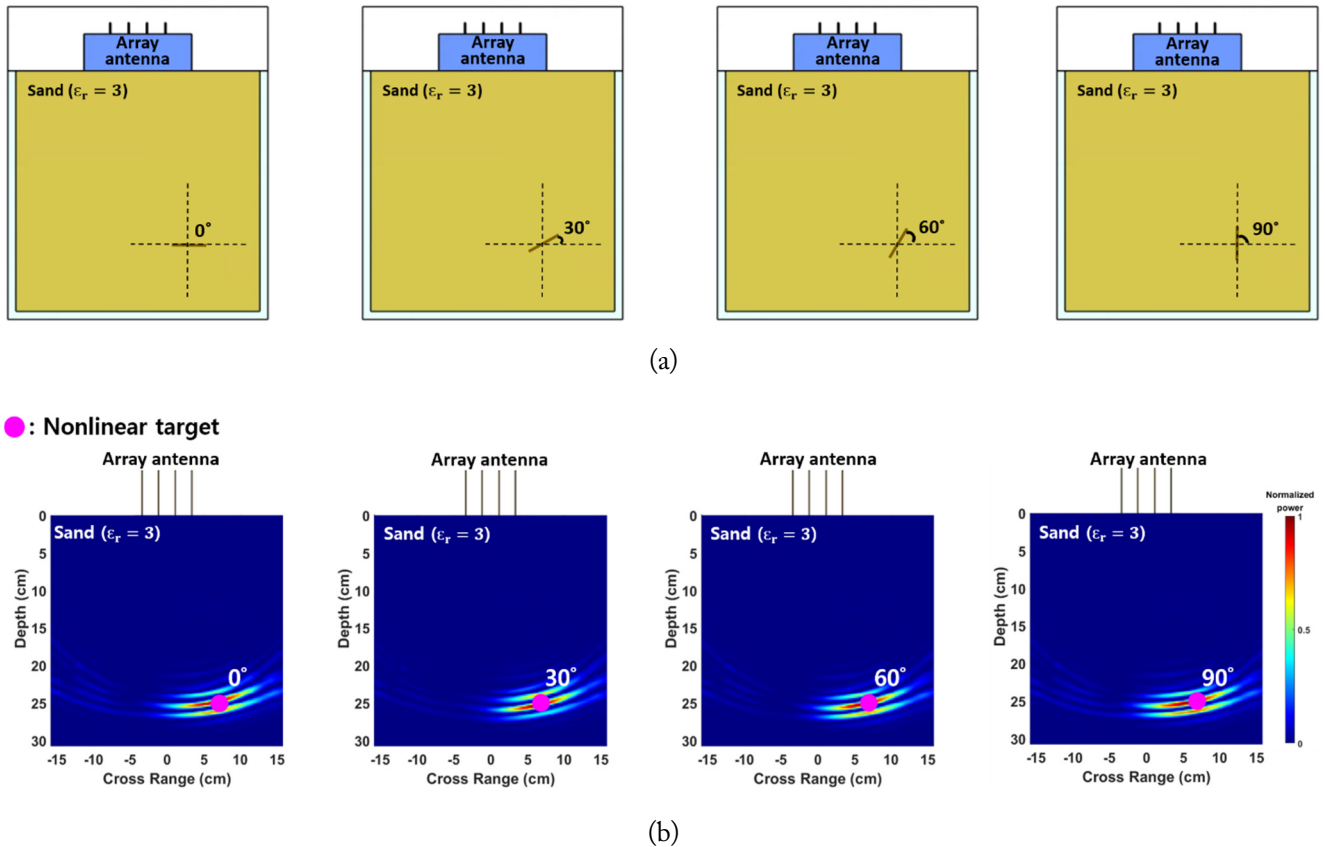 Array antenna
Array antenna
Array antenna
Array antenna
Sand (εr = 3)
Sand (εr = 3)
Sand (εr = 3)
Sand (εr = 3)
0°
30°
60°
90°
(a)
: Nonlinear target
Array antenna
Array antenna
Array antenna
Array antenna
Normalized
power
Sand (εr = 3)
Sand (εr = 3)
Sand (εr = 3)
Sand (εr = 3)
0°
30°
60°
90°
0
5
10
15
20
25
30
Depth (cm)
-15 -10 -5 0 5 10 15
Cross Range (cm)
0
5
10
15
20
25
30
Depth (cm)
-15 -10 -5 0 5 10 15
Cross Range (cm)
0
5
10
15
20
25
30
Depth (cm)
-15 -10 -5 0 5 10 15
Cross Range (cm)
0
5
10
15
20
25
30
Depth (cm)
-15 -10 -5 0 5 10 15
Cross Range (cm)
1
0.5
0
(b)